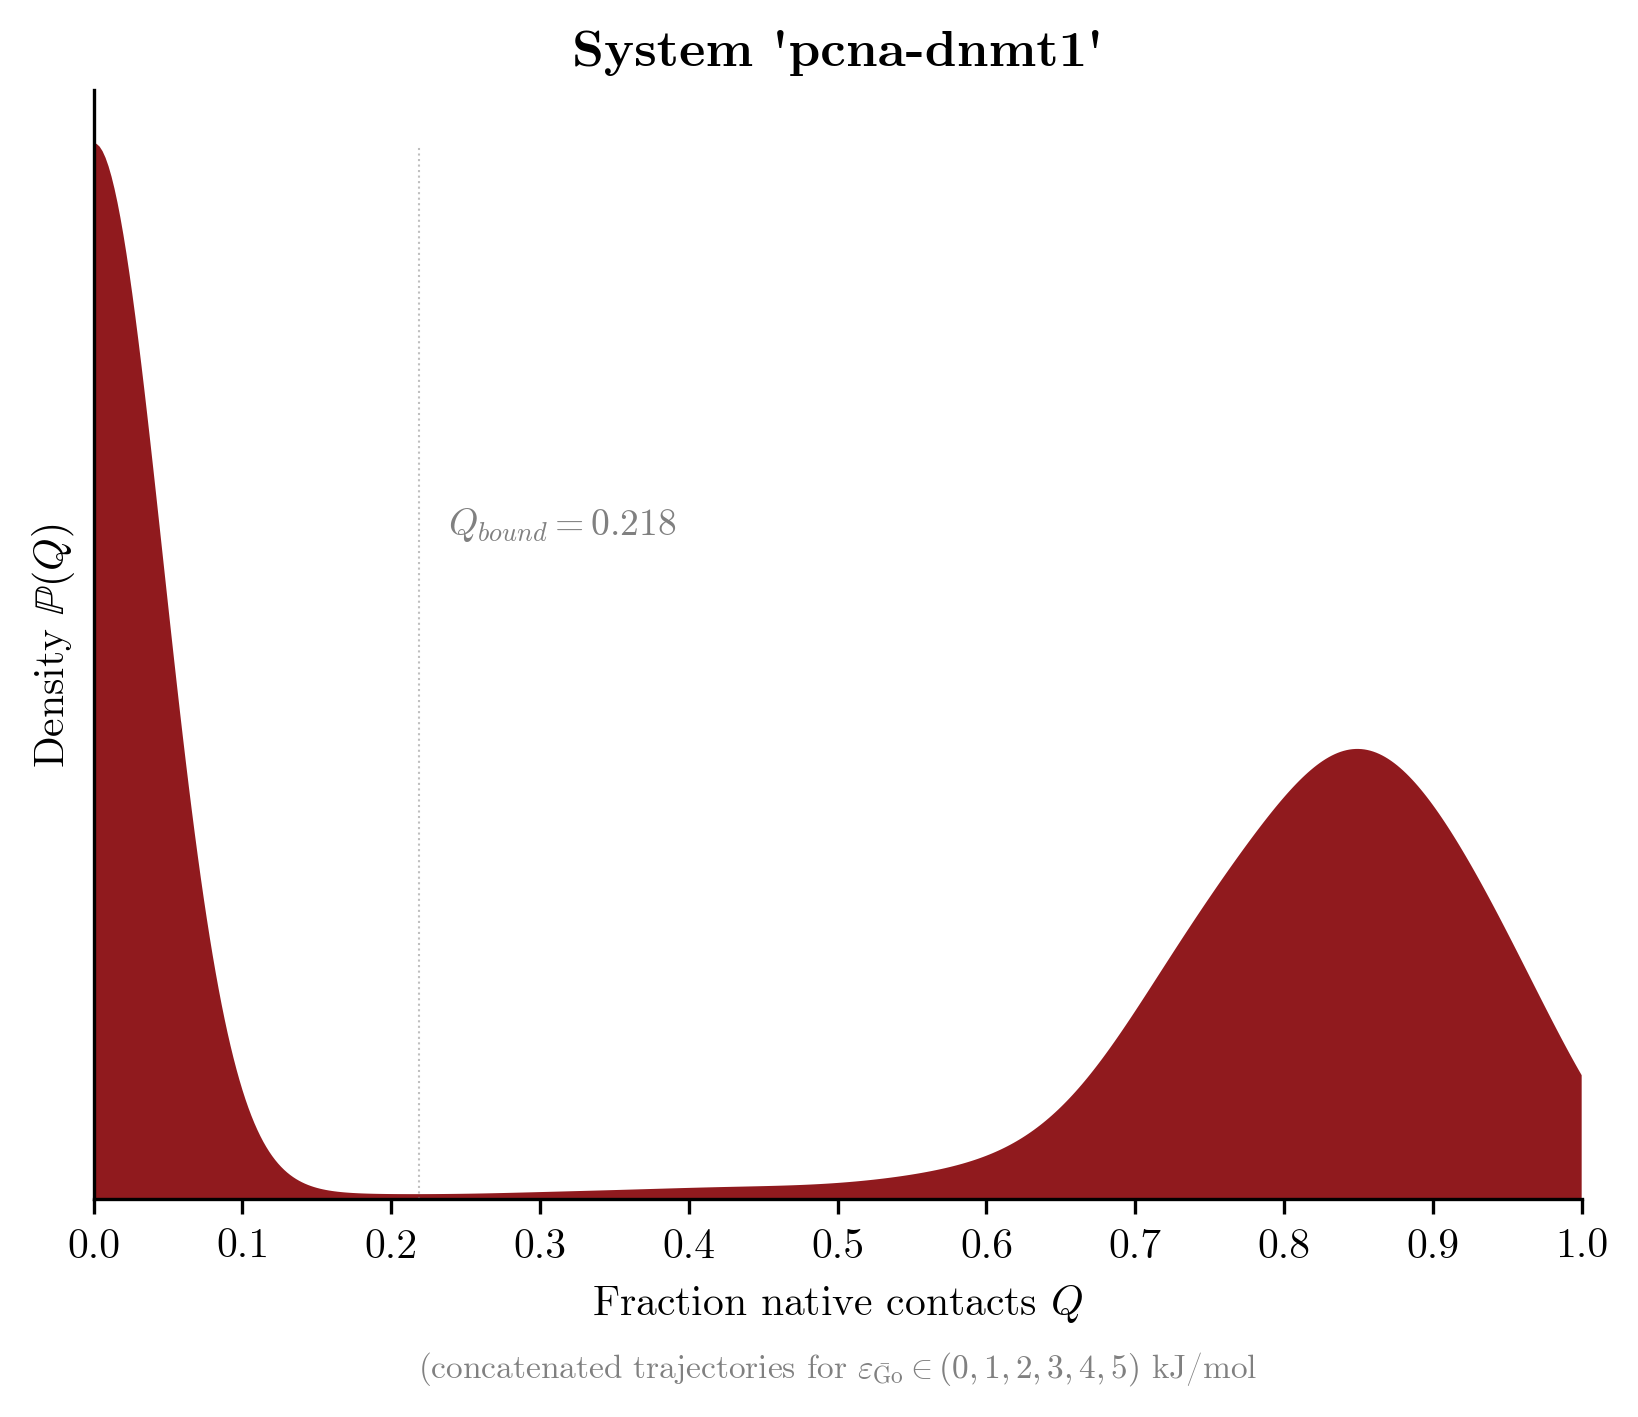 System 'pcna-dnmt1'
Density ℙ(Q)
Q_bound = 0.218
0.0 0.1 0.2 0.3 0.4 0.5 0.6 0.7 0.8 0.9 1.0
Fraction native contacts Q
(concatenated trajectories for ε_Ḡo ∈ (0, 1, 2, 3, 4, 5) kJ/mol